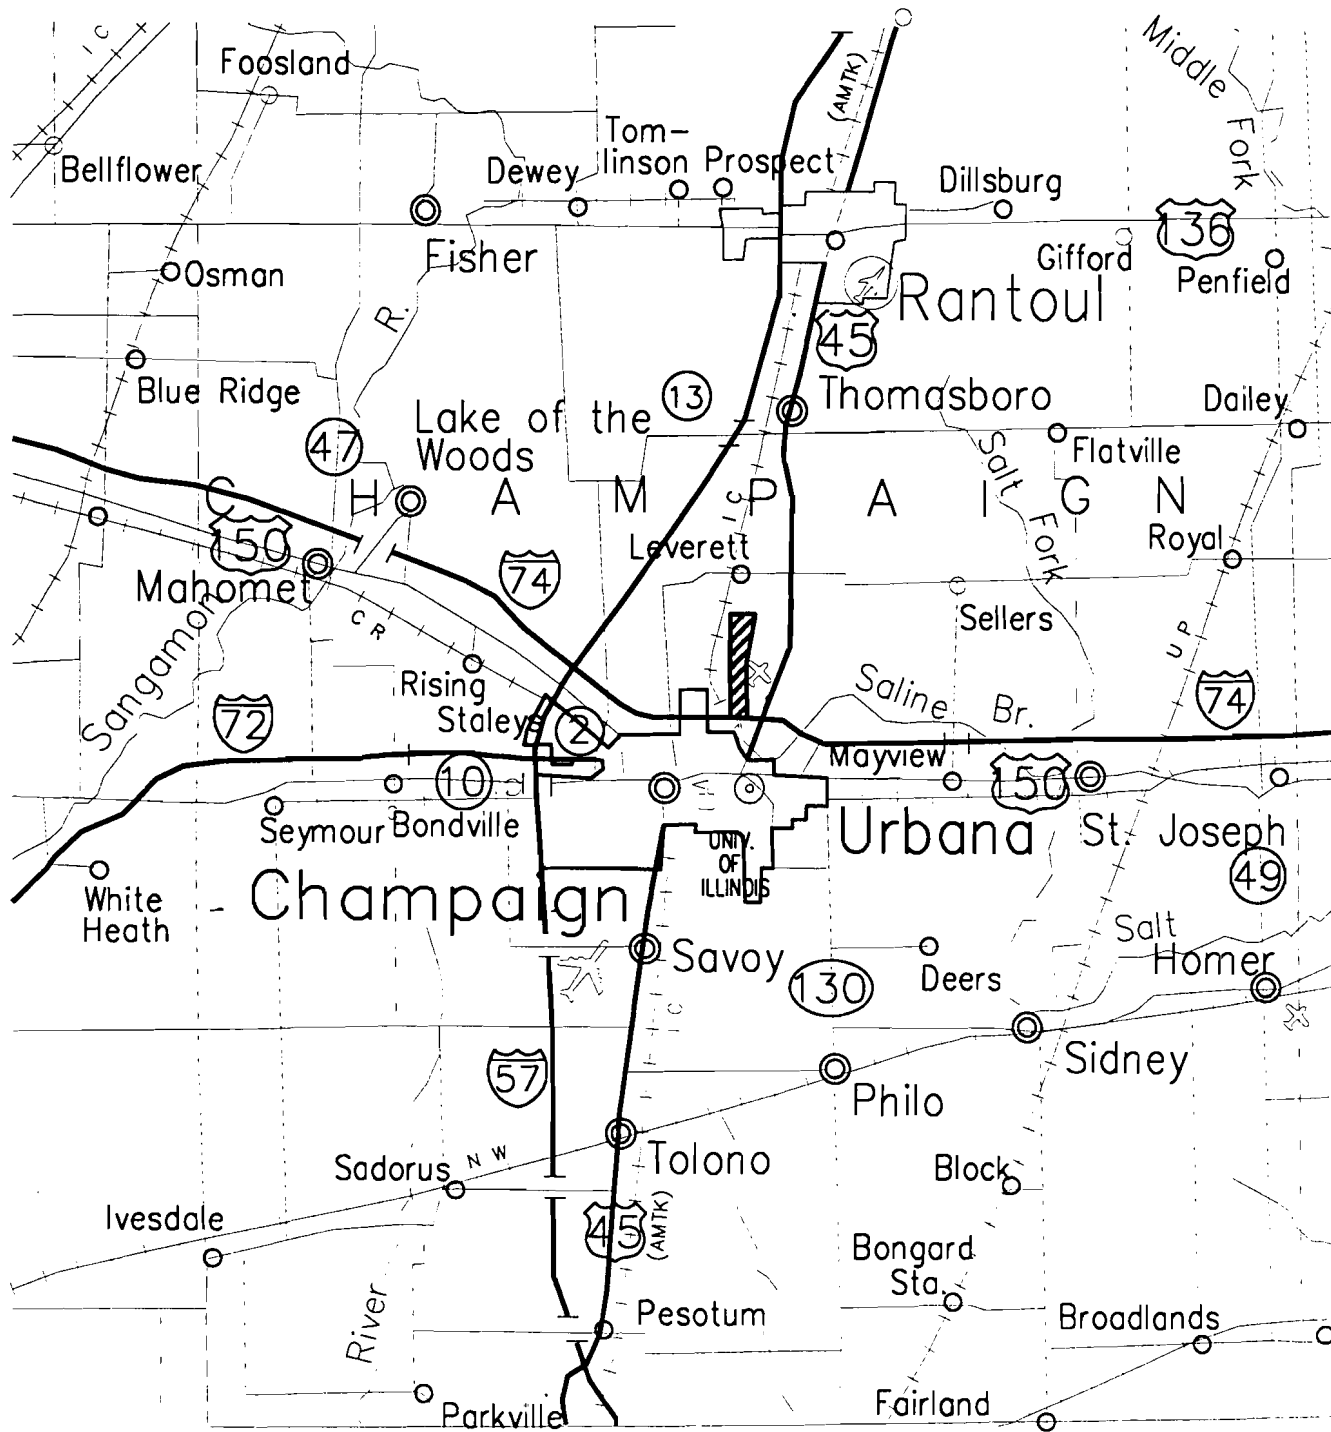 I C
Foosland
(AMTK)
Middle
Fork
Bellflower
Tom-
linson
Prospect
Dewey
Dillsburg
136
Fisher
Gifford
Penfield
Osman
Rantoul
R.
45
Blue Ridge
13
Thomasboro
Dailey
Lake of the
Woods
47
Flatville
Salt
Fork
C H A M P A I G N
I C
150
Leverett
Royal
Mahomet
74
Sellers
C R
Sangamon
U P
Rising
Saline Br.
74
72
Staleys
2
Mayview
10
150
Seymour
Bondville
Urbana
St. Joseph
UNIV.
OF
ILLINOIS
49
White
Heath
Champaign
Salt
Savoy
Homer
130
Deers
I C
57
Sidney
Philo
Tolono
N W
Sadorus
Block
Ivesdale
45
(AMTK)
Bongard
Sta.
River
Pesotum
Broadlands
Parkville
Fairland